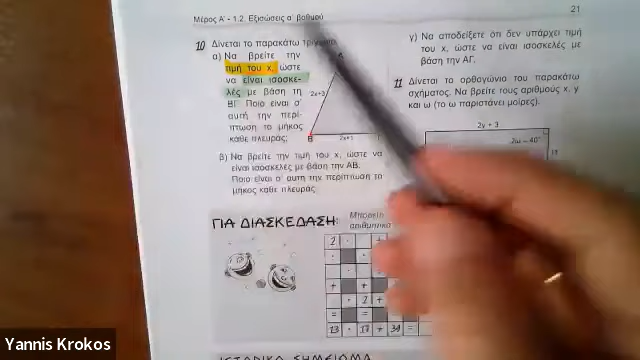 Μέρος Α΄ - 1.2. Εξισώσεις α΄ βαθμού
21
10 Δίνεται το παρακάτω τρίγωνο.
α) Να βρείτε την
τιμή του x, ώστε
να είναι ισοσκε-
λές με βάση τη
ΒΓ. Ποιο είναι σ’
αυτή την περί-
πτωση το μήκος
κάθε πλευράς;
2x+3
B
2x+1
β) Να βρείτε την τιμή του x, ώστε να
είναι ισοσκελές με βάση την ΑΒ.
Ποιο είναι σ’ αυτή την περίπτωση το
μήκος κάθε πλευράς
γ) Να αποδείξετε ότι δεν υπάρχει τιμή
του x, ώστε να είναι ισοσκελές με
βάση την ΑΓ.
11 Δίνεται το ορθογώνιο του παρακάτω
σχήματος. Να βρείτε τους αριθμούς x, y
και ω (το ω παριστάνει μοίρες).
2y + 3
2ω – 40°
ΓΙΑ ΔΙΑΣΚΕΔΑΣΗ:
Μπορείτε
αριθμητικά
2 · +
+ +
· 2 +
= =
13 · 17 + 34 =
ΙΣΤΟΡΙΚΟ ΣΗΜΕΙΩΜΑ
Yannis Krokos